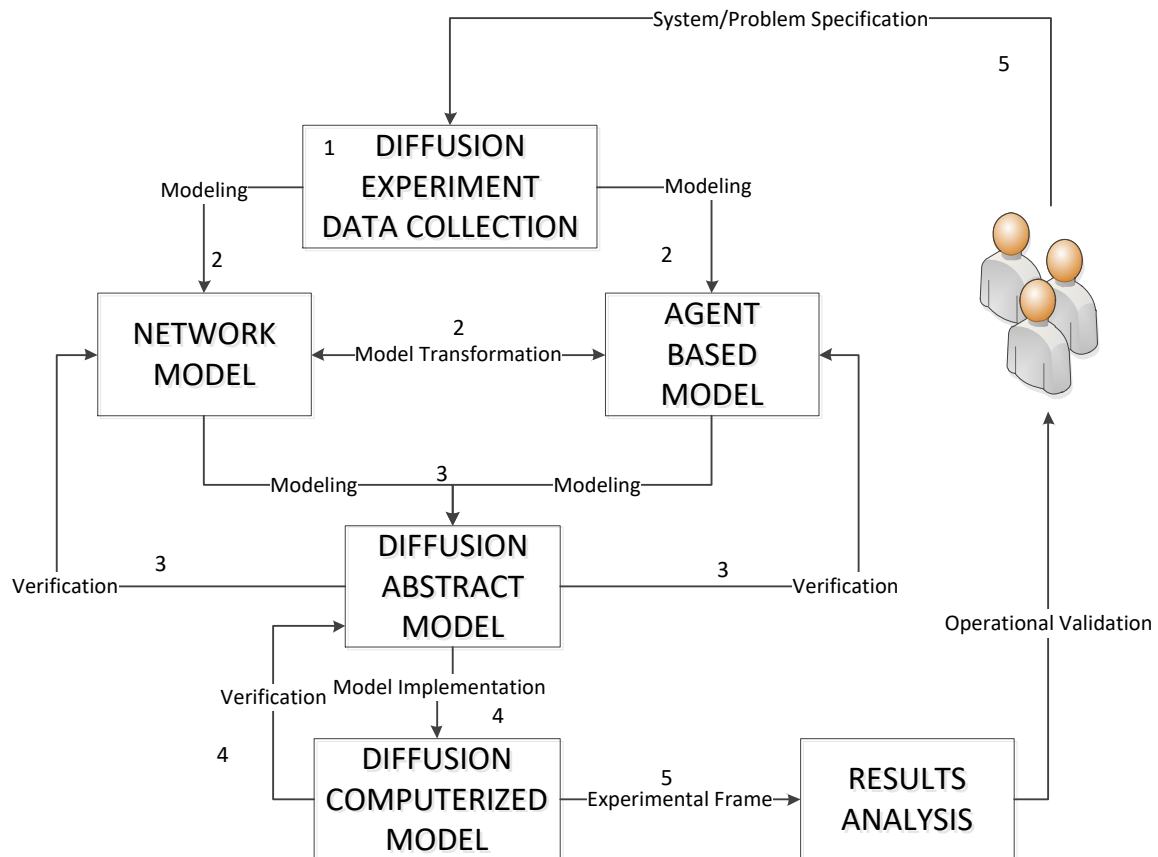 System/Problem Specification
5
1
DIFFUSION
EXPERIMENT
DATA COLLECTION
Modeling
Modeling
2
2
NETWORK
MODEL
2
Model Transformation
AGENT
BASED
MODEL
Modeling
3
Modeling
DIFFUSION
ABSTRACT
MODEL
3
Verification
3
Verification
Operational Validation
Verification
Model Implementation
4
4
DIFFUSION
COMPUTERIZED
MODEL
5
Experimental Frame
RESULTS
ANALYSIS